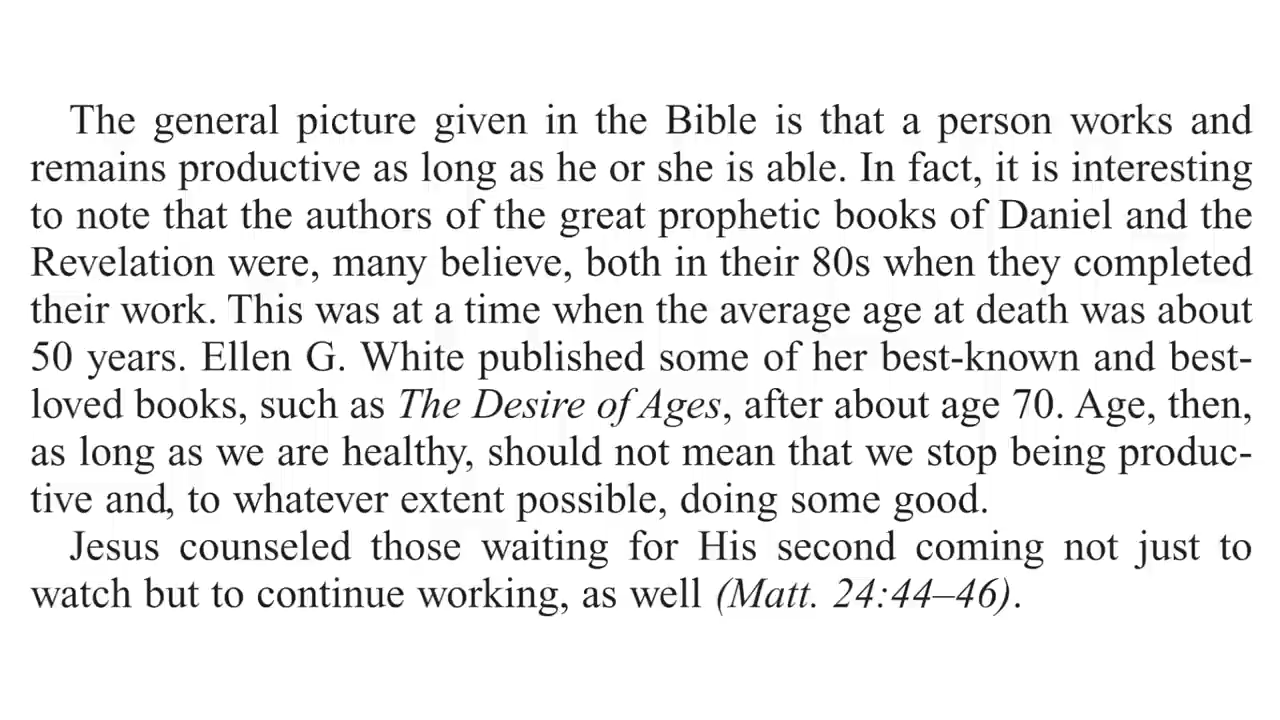 The general picture given in the Bible is that a person works and
remains productive as long as he or she is able. In fact, it is interesting
to note that the authors of the great prophetic books of Daniel and the
Revelation were, many believe, both in their 80s when they completed
their work. This was at a time when the average age at death was about
50 years. Ellen G. White published some of her best-known and best-
loved books, such as The Desire of Ages, after about age 70. Age, then,
as long as we are healthy, should not mean that we stop being produc-
tive and, to whatever extent possible, doing some good.
Jesus counseled those waiting for His second coming not just to
watch but to continue working, as well (Matt. 24:44–46).